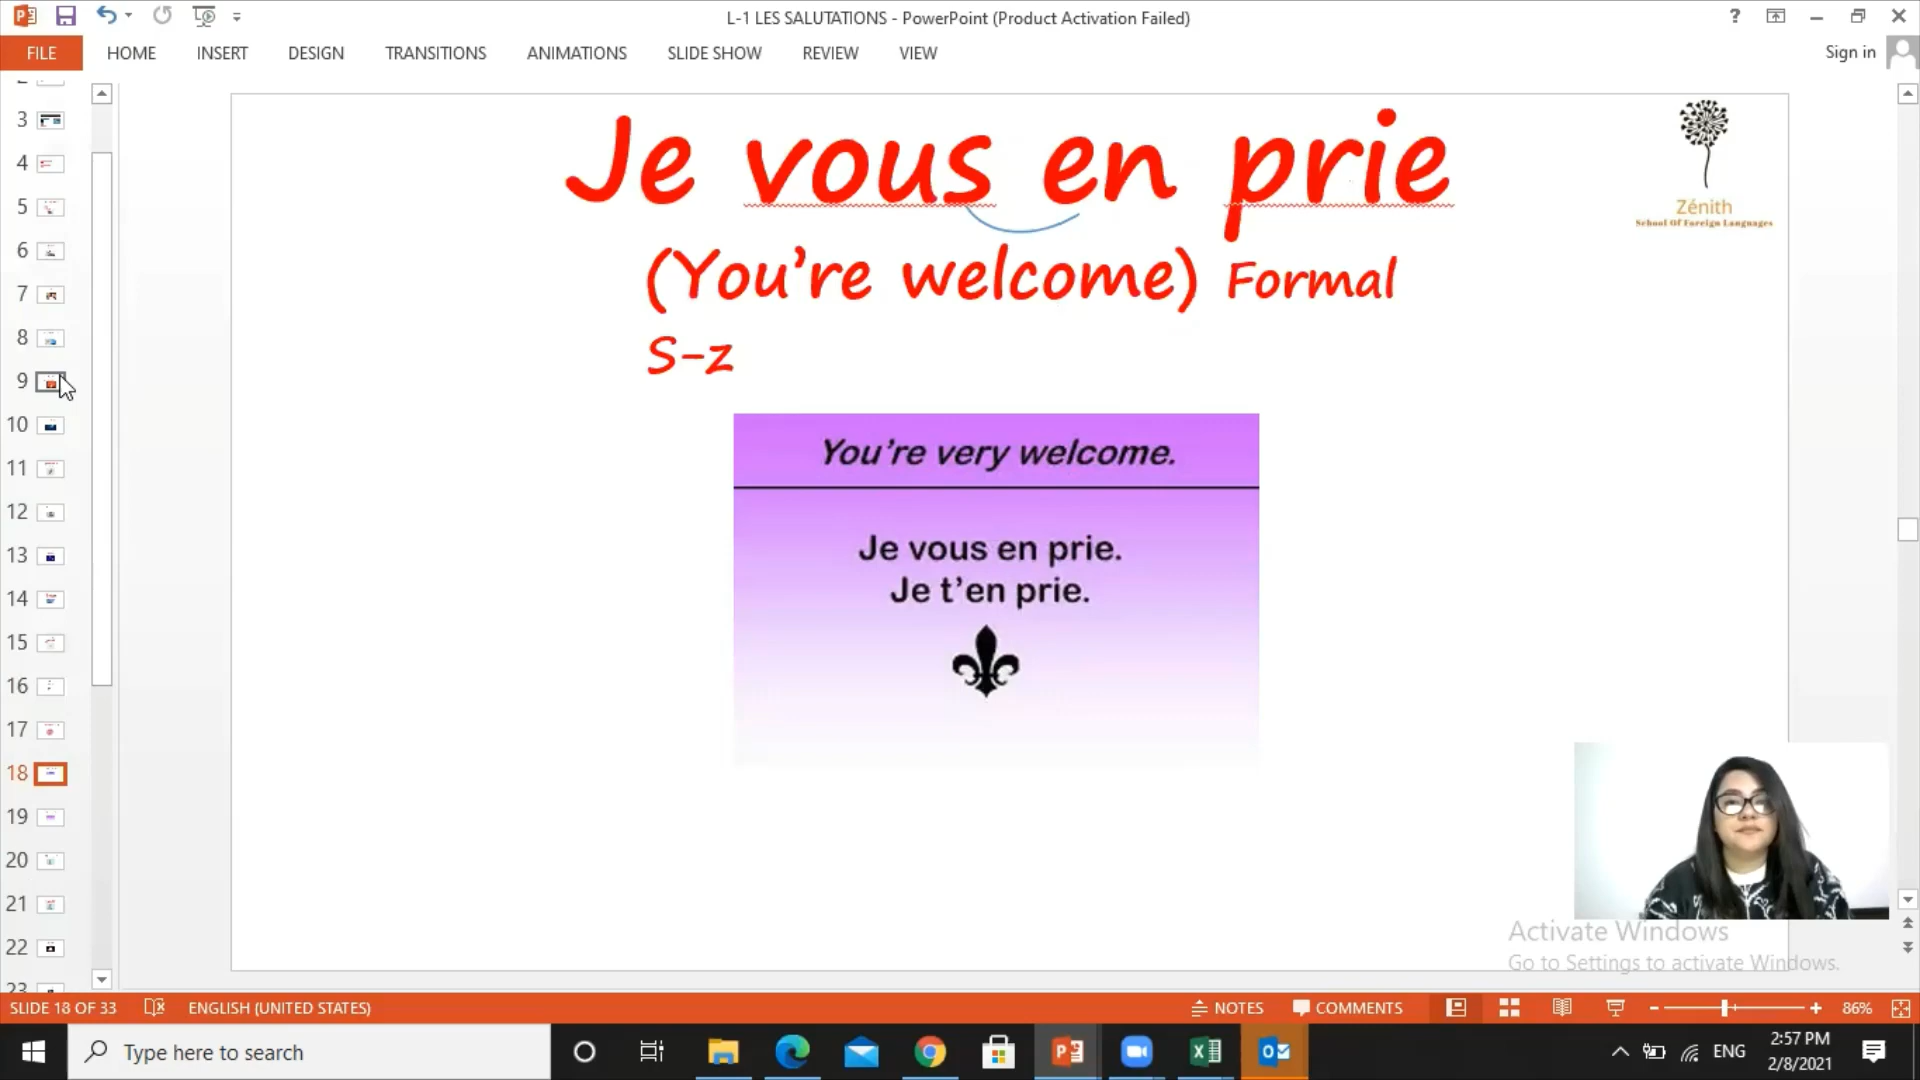 L-1 LES SALUTATIONS - PowerPoint (Product Activation Failed)
?
FILE HOME INSERT DESIGN TRANSITIONS ANIMATIONS SLIDE SHOW REVIEW VIEW
Sign in
3
4
5
6
7
8
9
10
11
12
13
14
15
16
17
18
19
20
21
22
23
Je vous en prie
Zénith
School Of Foreign Languages
(You're welcome) Formal
S-z
You're very welcome.
Je vous en prie.
Je t'en prie.
Activate Windows
Go to Settings to activate Windows.
SLIDE 18 OF 33 ENGLISH (UNITED STATES) NOTES COMMENTS 86%
Type here to search
ENG
2:57 PM
2/8/2021